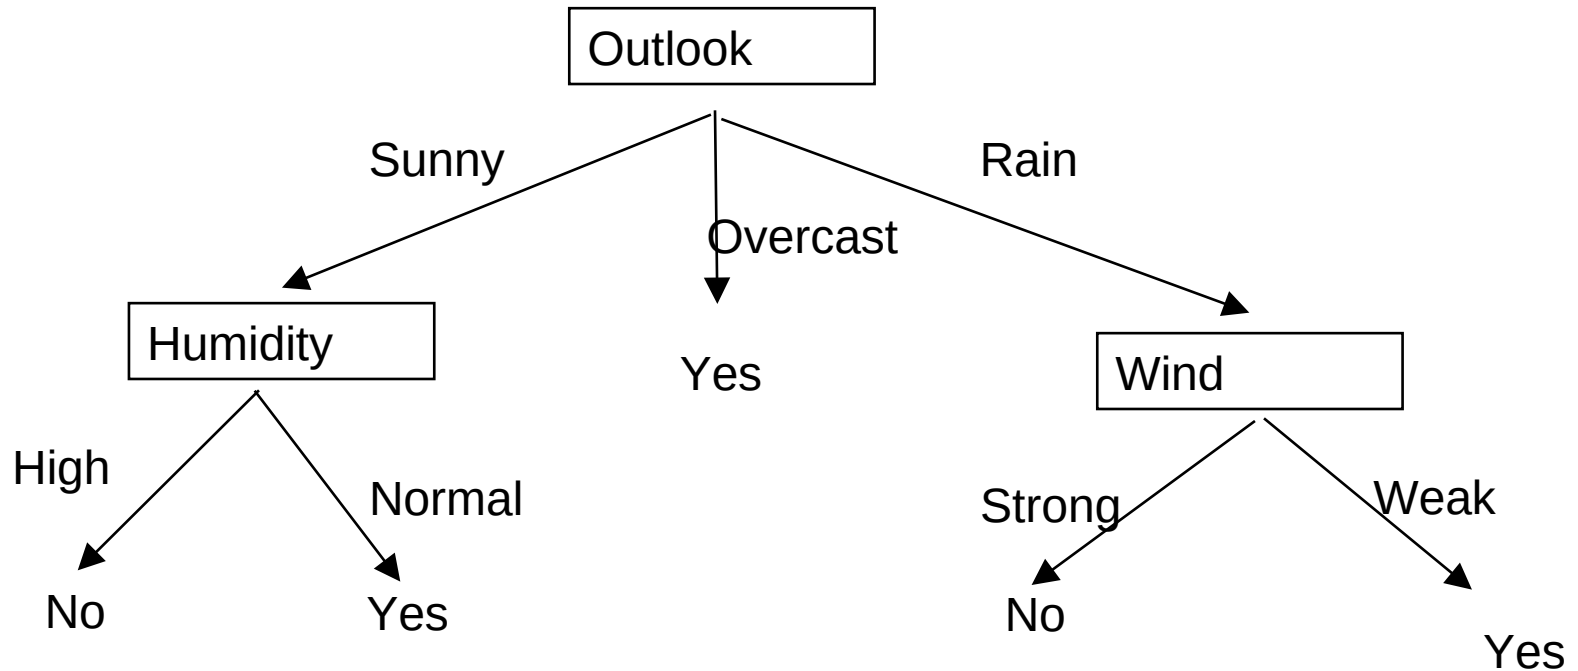 Outlook
Sunny
Rain
Overcast
Humidity
Yes
Wind
High
Normal
Strong
Weak
No
Yes
No
Yes